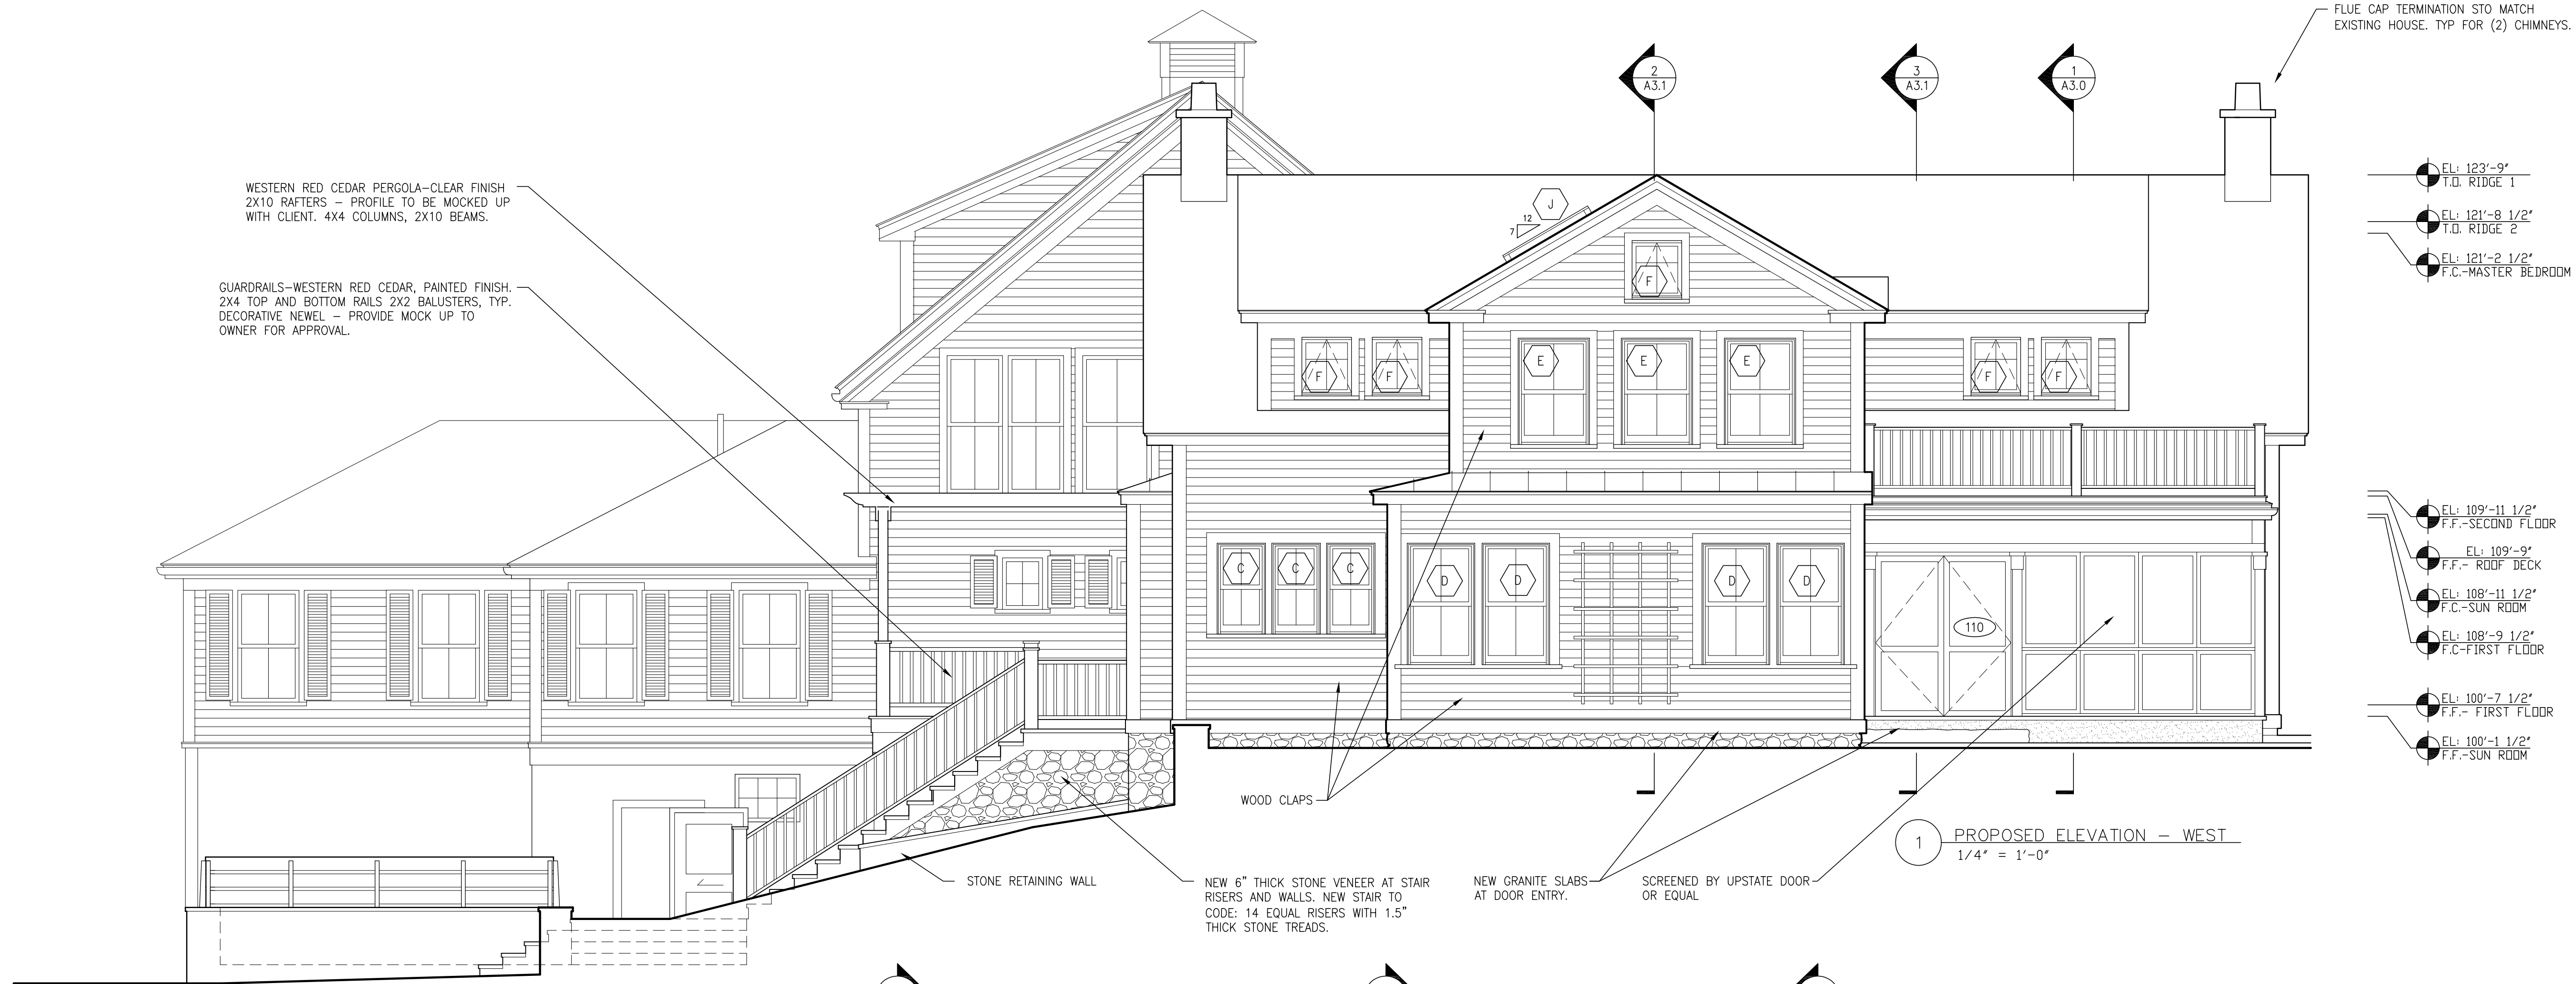 FLUE CAP TERMINATION STO MATCH
EXISTING HOUSE. TYP FOR (2) CHIMNEYS.
2
A3.1
3
A3.1
1
A3.0
WESTERN RED CEDAR PERGOLA-CLEAR FINISH
2X10 RAFTERS - PROFILE TO BE MOCKED UP
WITH CLIENT. 4X4 COLUMNS, 2X10 BEAMS.
GUARDRAILS-WESTERN RED CEDAR, PAINTED FINISH.
2X4 TOP AND BOTTOM RAILS 2X2 BALUSTERS, TYP.
DECORATIVE NEWEL - PROVIDE MOCK UP TO
OWNER FOR APPROVAL.
J
12
7
F
E
E
E
F
F
F
F
C
C
C
D
D
D
D
110
EL: 123'-9"
T.O. RIDGE 1
EL: 121'-8 1/2"
T.O. RIDGE 2
EL: 121'-2 1/2"
F.C.-MASTER BEDROOM
EL: 109'-11 1/2"
F.F.-SECOND FLOOR
EL: 109'-9"
F.F.- ROOF DECK
EL: 108'-11 1/2"
F.C.-SUN ROOM
EL: 108'-9 1/2"
F.C-FIRST FLOOR
EL: 100'-7 1/2"
F.F.- FIRST FLOOR
EL: 100'-1 1/2"
F.F.-SUN ROOM
WOOD CLAPS
STONE RETAINING WALL
NEW 6" THICK STONE VENEER AT STAIR
RISERS AND WALLS. NEW STAIR TO
CODE: 14 EQUAL RISERS WITH 1.5"
THICK STONE TREADS.
NEW GRANITE SLABS
AT DOOR ENTRY.
SCREENED BY UPSTATE DOOR
OR EQUAL
1
PROPOSED ELEVATION - WEST
1/4" = 1'-0"